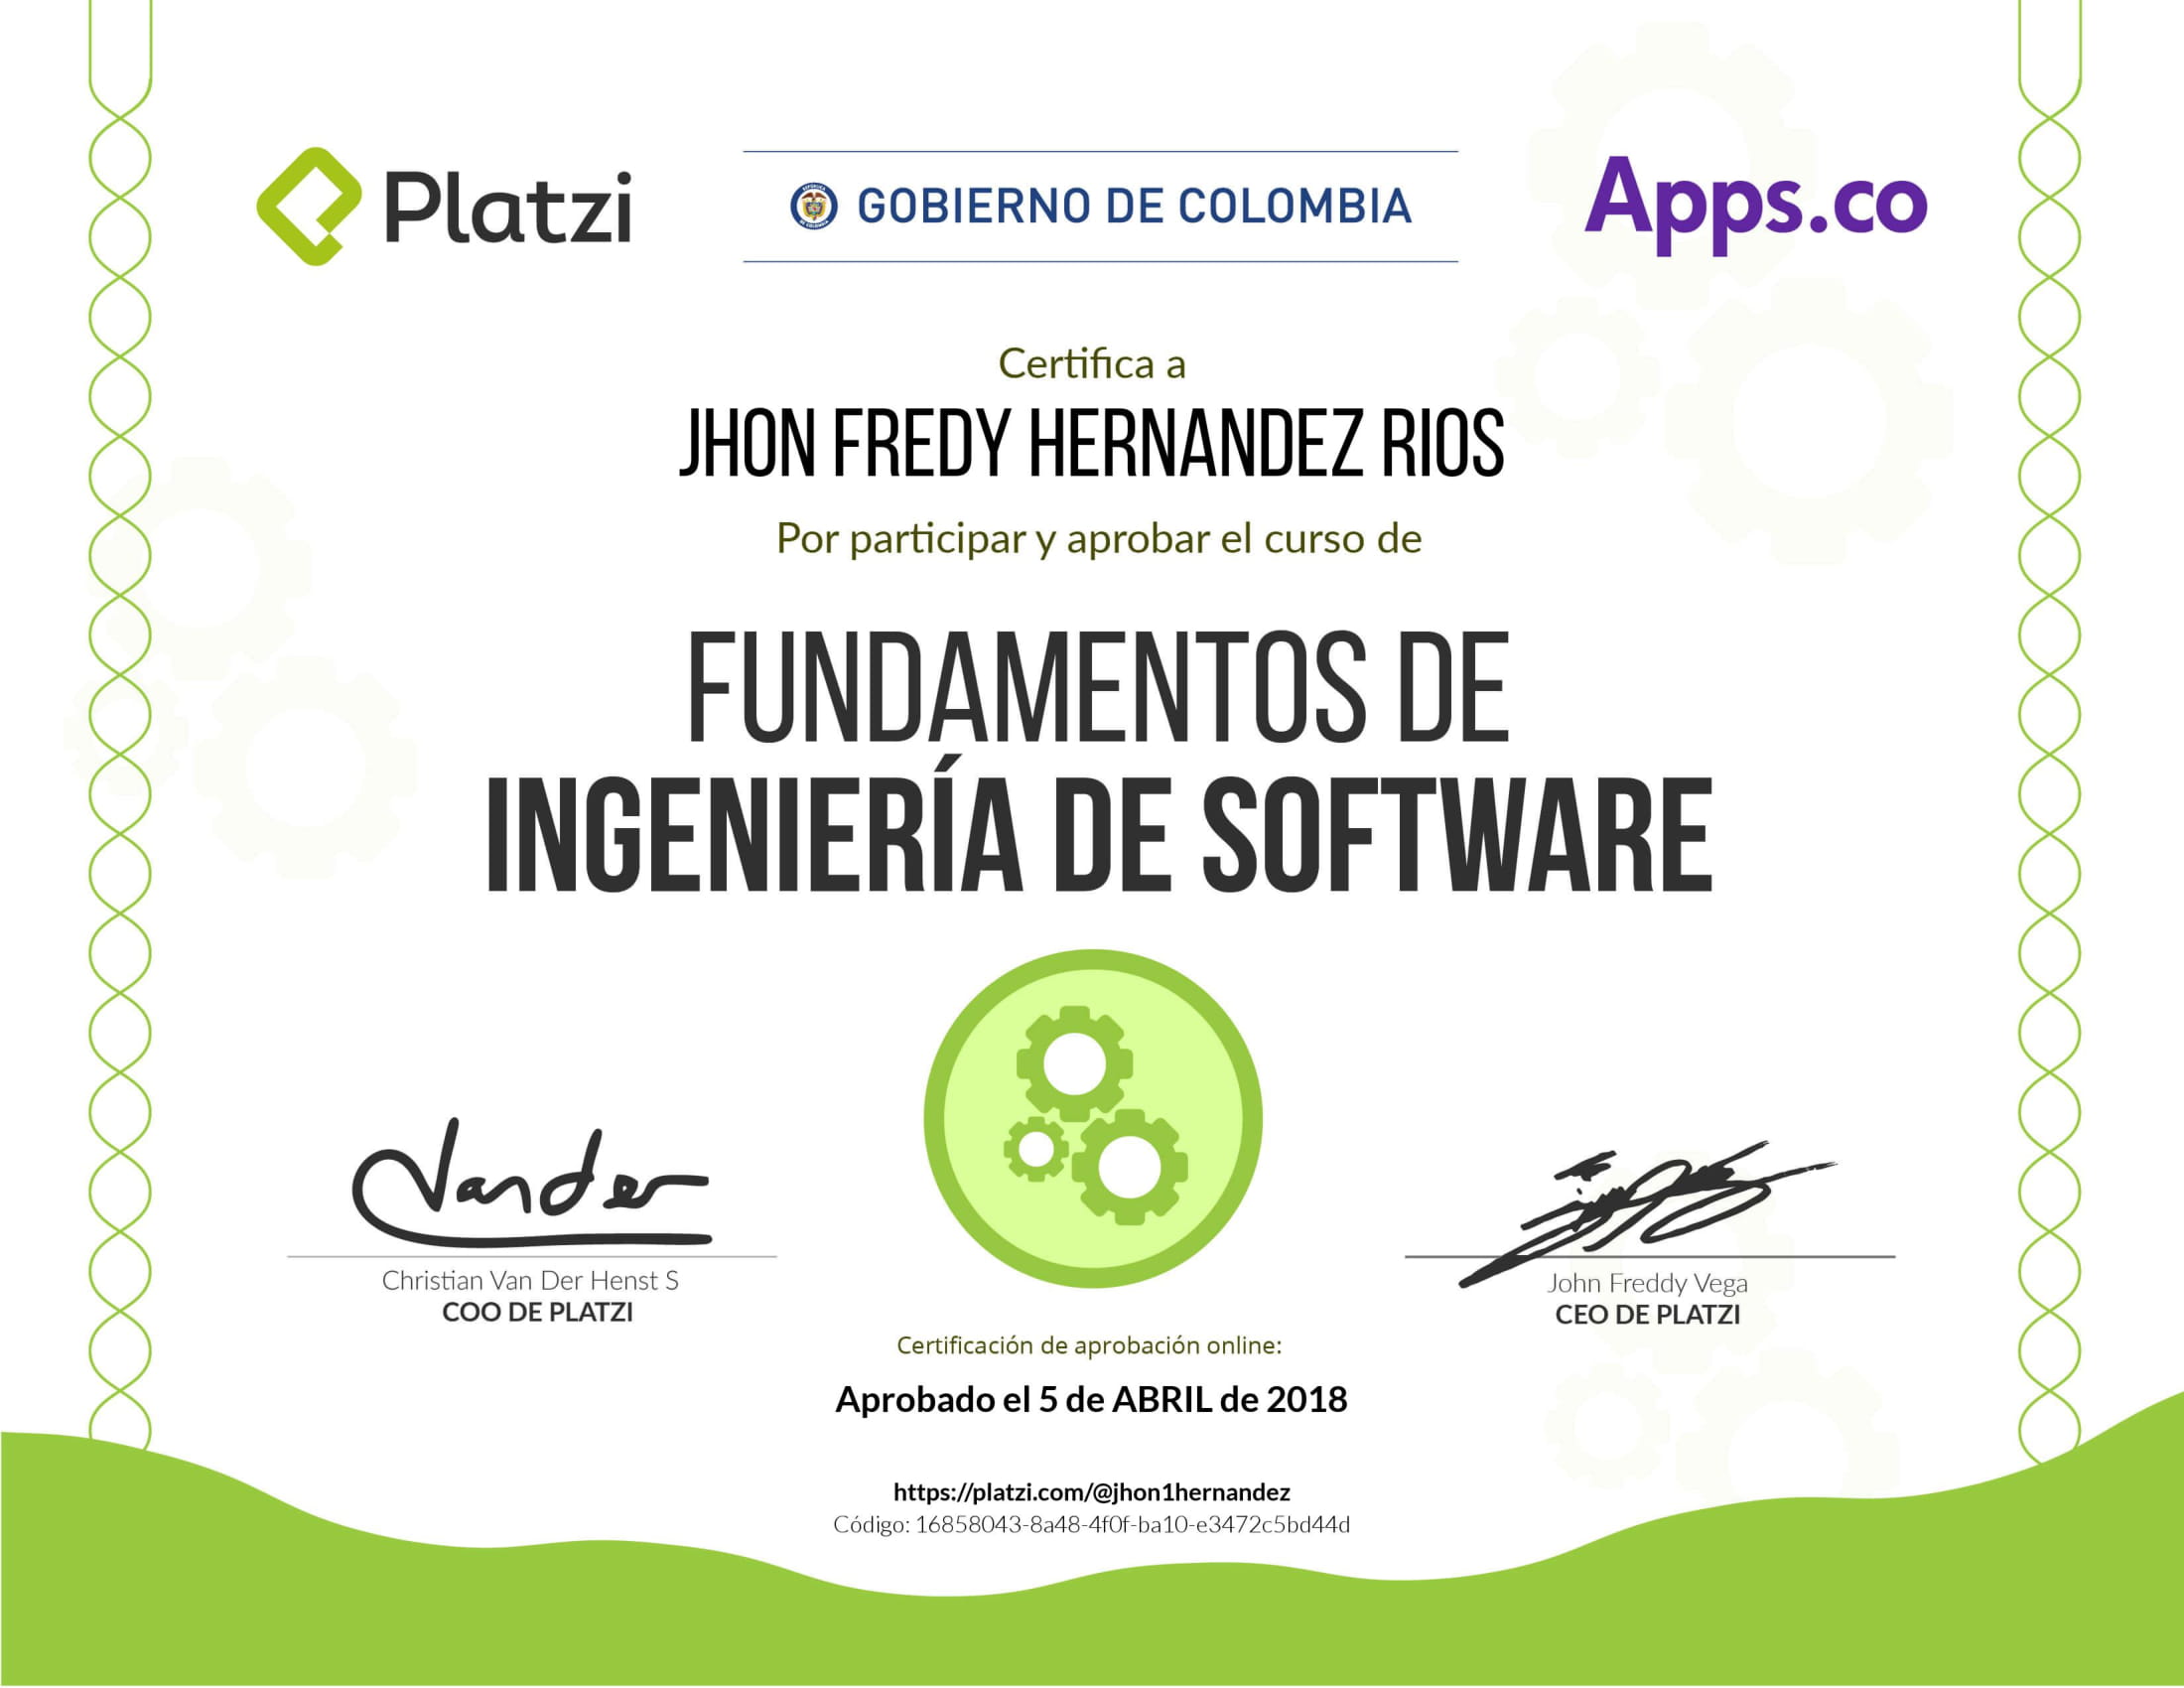 Platzi
GOBIERNO DE COLOMBIA
Apps.co
Certifica a
JHON FREDY HERNANDEZ RIOS
Por participar y aprobar el curso de
FUNDAMENTOS DE
INGENIERÍA DE SOFTWARE
Vander
Christian Van Der Henst S
COO DE PLATZI
John Freddy Vega
CEO DE PLATZI
Certificación de aprobación online:
Aprobado el 5 de ABRIL de 2018
https://platzi.com/@jhon1hernandez
Código: 16858043-8a48-4f0f-ba10-e3472c5bd44d